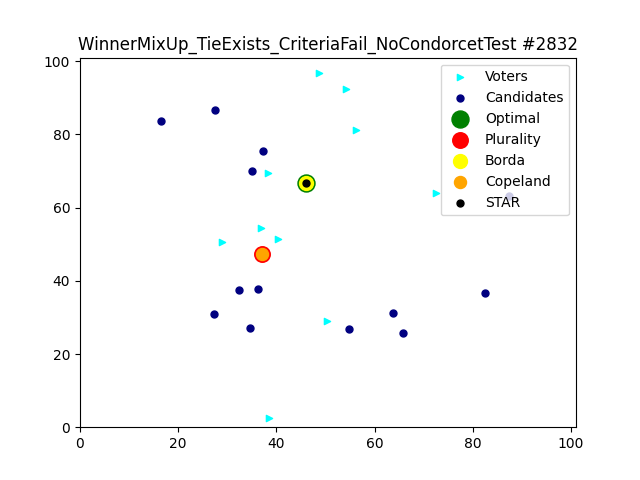 WinnerMixUp_TieExists_CriteriaFail_NoCondorcetTest #2832
Voters
Candidates
Optimal
Plurality
Borda
Copeland
STAR
100
80
60
40
20
0
0
20
40
60
80
100